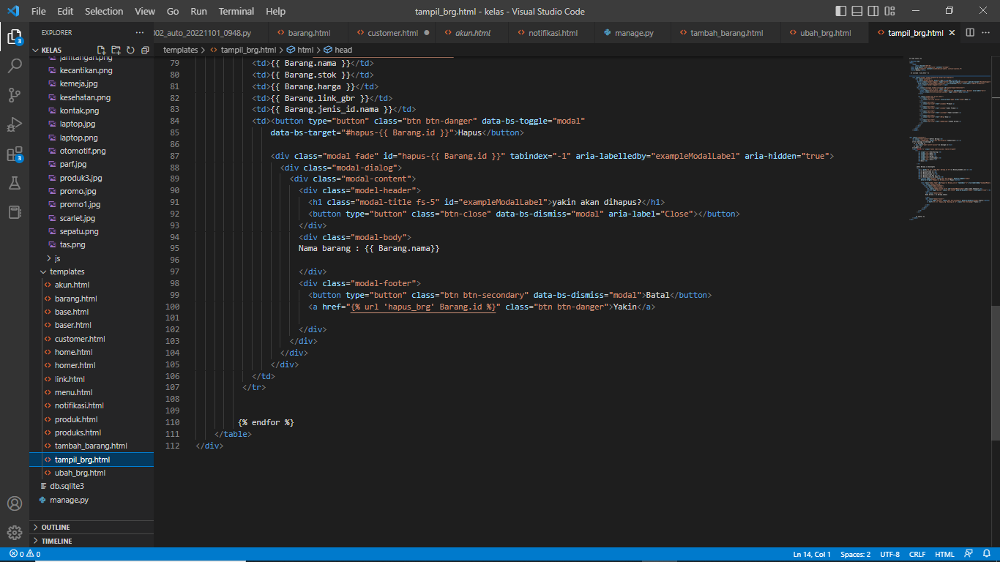 File Edit Selection View Go Run Terminal Help
tampil_brg.html - kelas - Visual Studio Code
EXPLORER ···
002_auto_20221101_0948.py barang.html customer.html akun.html notifikasi.html manage.py tambah_barang.html ubah_brg.html tampil_brg.html
KELAS
templates > tampil_brg.html > html > head
jamtangan.png
kecantikan.png
kemeja.jpg
kesehatan.png
kontak.png
laptop.jpg
laptop.png
otomotif.png
parf.jpg
produk3.jpg
promo.jpg
promo1.jpg
scarlet.jpg
sepatu.png
tas.png
js
templates
akun.html
barang.html
base.html
baser.html
customer.html
home.html
homer.html
link.html
menu.html
notifikasi.html
produk.html
produks.html
tambah_barang.html
tampil_brg.html
ubah_brg.html
db.sqlite3
manage.py
OUTLINE
TIMELINE
3
3
79 <td>{{ Barang.nama }}</td>
80 <td>{{ Barang.stok }}</td>
81 <td>{{ Barang.harga }}</td>
82 <td>{{ Barang.link_gbr }}</td>
83 <td>{{ Barang.jenis_id.nama }}</td>
84 <td><button type="button" class="btn btn-danger" data-bs-toggle="modal"
85 data-bs-target="#hapus-{{ Barang.id }}">Hapus</button>
86
87 <div class="modal fade" id="hapus-{{ Barang.id }}" tabindex="-1" aria-labelledby="exampleModalLabel" aria-hidden="true">
88 <div class="modal-dialog">
89 <div class="modal-content">
90 <div class="model-header">
91 <h1 class="modal-title fs-5" id="exampleModalLabel">yakin akan dihapus?</h1>
92 <button type="button" class="btn-close" data-bs-dismiss="modal" aria-label="Close"></button>
93 </div>
94 <div class="modal-body">
95 Nama barang : {{ Barang.nama}}
96
97 </div>
98 <div class="modal-footer">
99 <button type="button" class="btn btn-secondary" data-bs-dismiss="modal">Batal</button>
100 <a href="{% url 'hapus_brg' Barang.id %}" class="btn btn-danger">Yakin</a>
101
102 </div>
103 </div>
104 </div>
105 </div>
106 </td>
107 </tr>
108
109
110 {% endfor %}
111 </table>
112 </div>
0 0
Ln 14, Col 1 Spaces: 2 UTF-8 CRLF HTML